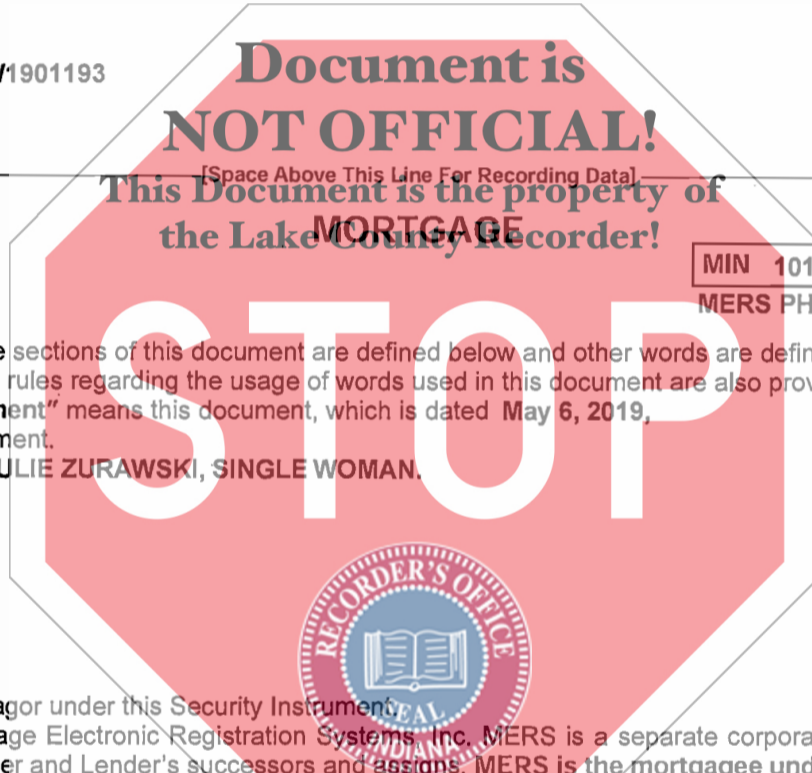 1901193
Document is
NOT OFFICIAL!
[Space Above This Line For Recording Data]
This Document is the property of
MORTGAGE
the Lake County Recorder!
MIN 101
MERS PH
e sections of this document are defined below and other words are defin
rules regarding the usage of words used in this document are also prov
ent" means this document, which is dated May 6, 2019,
ment.
ULIE ZURAWSKI, SINGLE WOMAN.
STOP
RECORDER'S OFFICE
SEAL
INDIANA
agor under this Security Instrument.
age Electronic Registration Systems, Inc. MERS is a separate corpora
er and Lender's successors and assigns. MERS is the mortgagee und